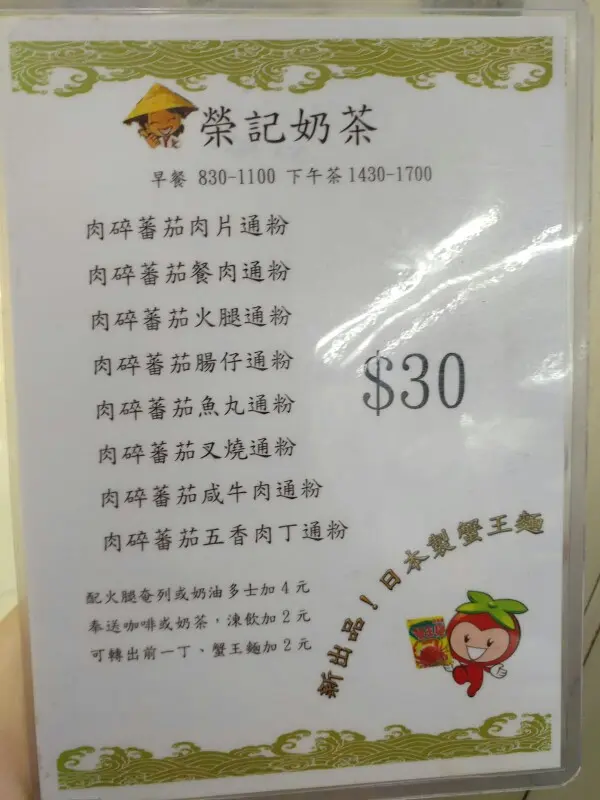 榮記奶茶
早餐 830-1100 下午茶1430-1700
肉碎蕃茄肉片通粉
肉碎蕃茄餐肉通粉
肉碎蕃茄火腿通粉
肉碎蕃茄腸仔通粉
肉碎蕃茄魚丸通粉
肉碎蕃茄叉燒通粉
肉碎蕃茄咸牛肉通粉
肉碎蕃茄五香肉丁通粉
$30
配火腿奄列或奶油多士加4元
奉送咖啡或奶茶，涷飲加2元
可轉出前一丁、蟹王麵加2元
新出品！日本製蟹王麵